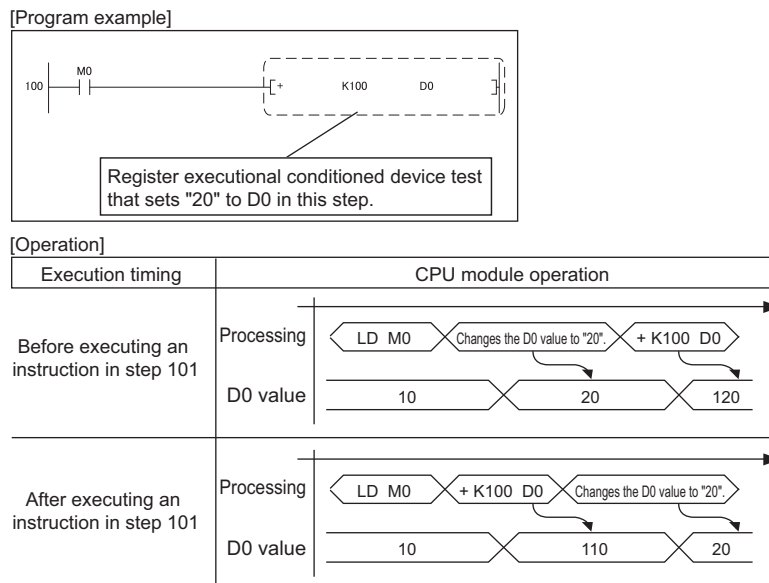 [Program example]
M0
100
+ K100 D0
Register executional conditioned device test
that sets "20" to D0 in this step.
[Operation]
Execution timing CPU module operation
Before executing an
instruction in step 101
Processing LD M0 Changes the D0 value to "20". + K100 D0
D0 value 10 20 120
After executing an
instruction in step 101
Processing LD M0 + K100 D0 Changes the D0 value to "20".
D0 value 10 110 20